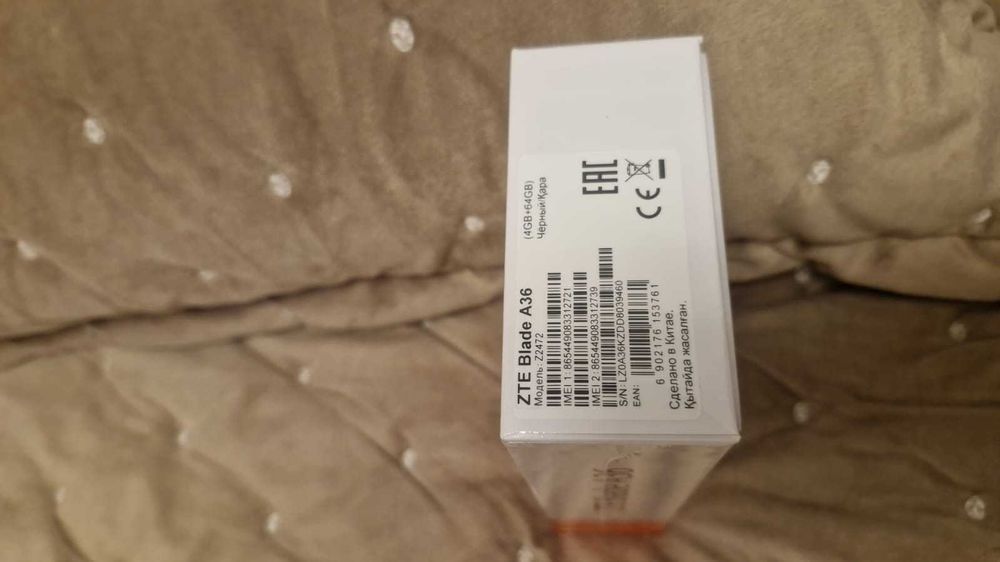 ZTE Blade A36
(4GB+64GB)
Модель: Z2472
Черный/Қара
IMEI 1: 865449083312721
IMEI 2: 865449083312739
S/N: LZ0A36KZDD8039460
EAN:
6 902176 153761
Сделано в Китае.
Қытайда жасалған.
EAC
CE